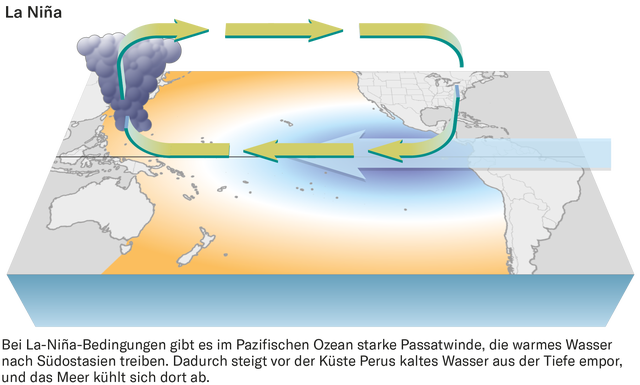 La Niña
Bei La-Niña-Bedingungen gibt es im Pazifischen Ozean starke Passatwinde, die warmes Wasser
nach Südostasien treiben. Dadurch steigt vor der Küste Perus kaltes Wasser aus der Tiefe empor,
und das Meer kühlt sich dort ab.